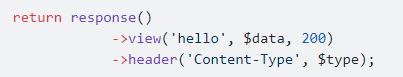 return response()
            ->view('hello', $data, 200)
            ->header('Content-Type', $type);